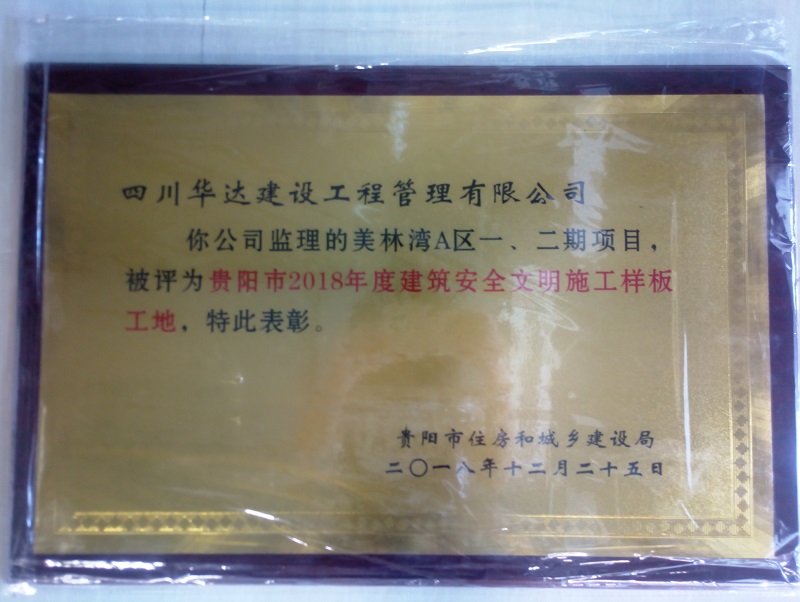 四川华达建设工程管理有限公司
你公司监理的美林湾A区一、二期项目，
被评为贵阳市2018年度建筑安全文明施工样板
工地，特此表彰。
贵阳市住房和城乡建设局
二〇一八年十二月二十五日